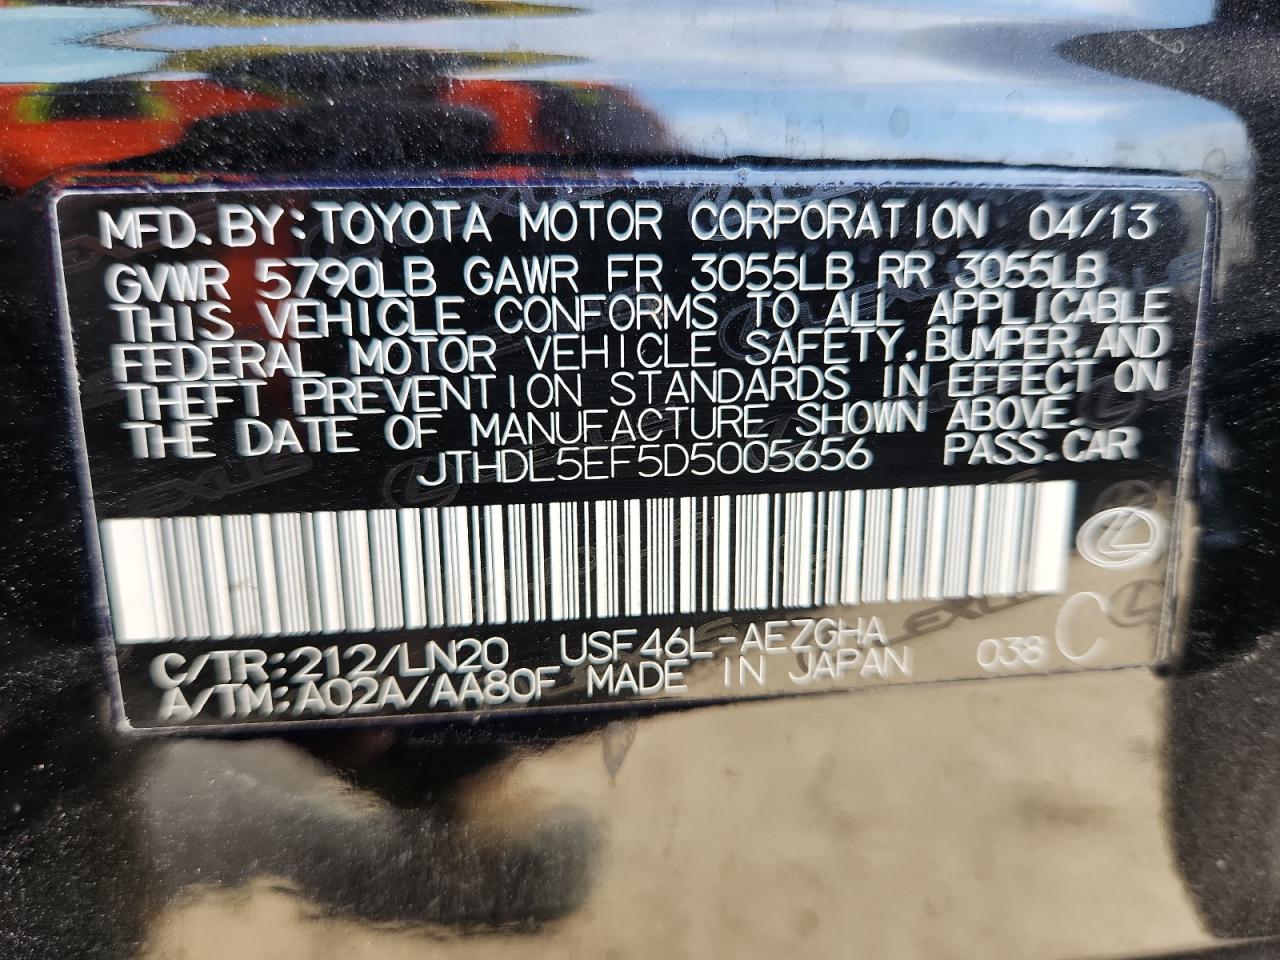 MFD. BY: TOYOTA MOTOR CORPORATION 04/13
GVWR 5790LB GAWR FR 3055LB RR 3055LB
THIS VEHICLE CONFORMS TO ALL APPLICABLE
FEDERAL MOTOR VEHICLE SAFETY, BUMPER, AND
THEFT PREVENTION STANDARDS IN EFFECT ON
THE DATE OF MANUFACTURE SHOWN ABOVE.
JTHDL5EF5D5005656 PASS. CAR
C/TR: 212/LN20 USF46L-AEZGHA
A/TM: A02A/AA80F MADE IN JAPAN 038 C